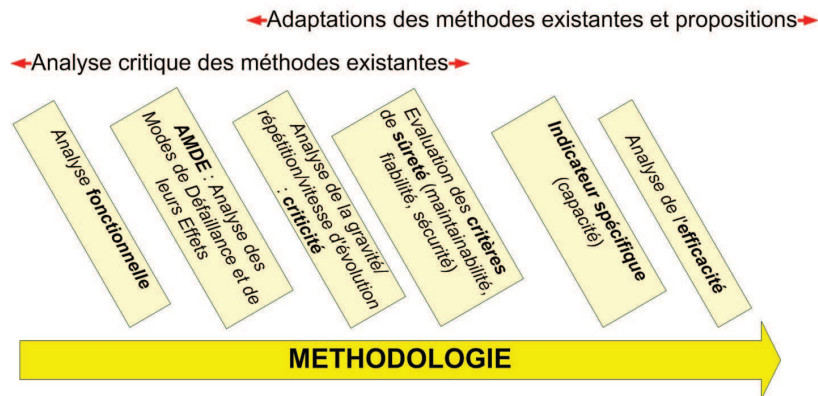 Adaptations des méthodes existantes et propositions
Analyse critique des méthodes existantes
Analyse fonctionnelle
AMDE : Analyse des
Modes de Défaillance et de
leurs Effets
Analyse de la gravité/
répétition/vitesse d'évolution
: criticité
Evaluation des critères
de sûreté (maintainabilité,
fiabilité, sécurité)
Indicateur spécifique
(capacité)
Analyse de l'efficacité
METHODOLOGIE